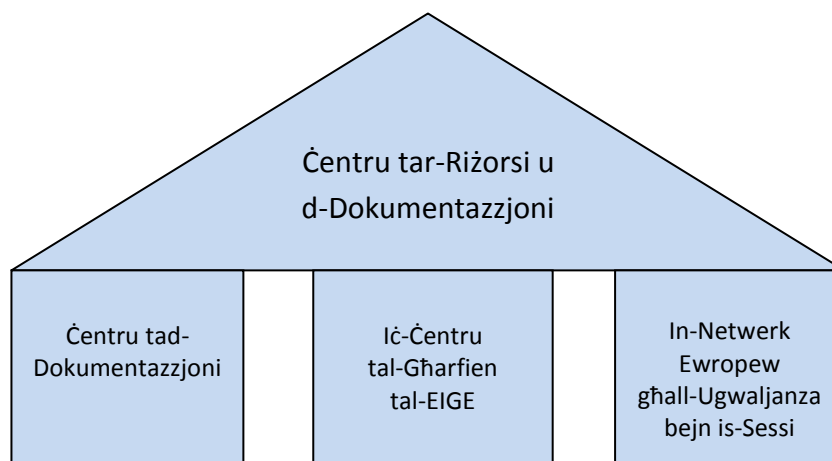 Ċentru tar-Riżorsi u
d-Dokumentazzjoni
Ċentru tad-
Dokumentazzjoni
Iċ-Ċentru
tal-Għarfien
tal-EIGE
In-Netwerk
Ewropew
għall-Ugwaljanza
bejn is-Sessi